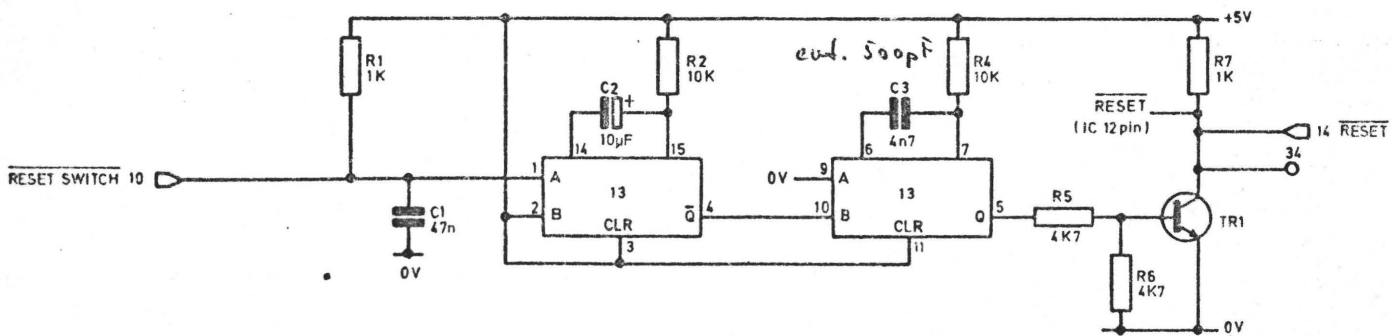 +5V
R1
1K
R2
10K
evt. 500pF
R4
10K
R7
1K
C2
+
10µF
14
15
C3
4n7
6
7
RESET
(IC 12pin)
14 RESET
34
RESET SWITCH 10
1
A
2
B
13
Q
4
CLR
3
C1
47n
0V
0V
9
A
10
B
13
Q
5
CLR
11
R5
4K7
R6
4K7
TR1
0V